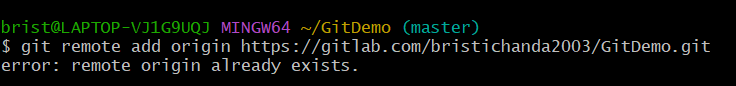 brist@LAPTOP-VJ1G9UQJ MINGW64 ~/GitDemo (master)
$ git remote add origin https://gitlab.com/bristichanda2003/GitDemo.git
error: remote origin already exists.